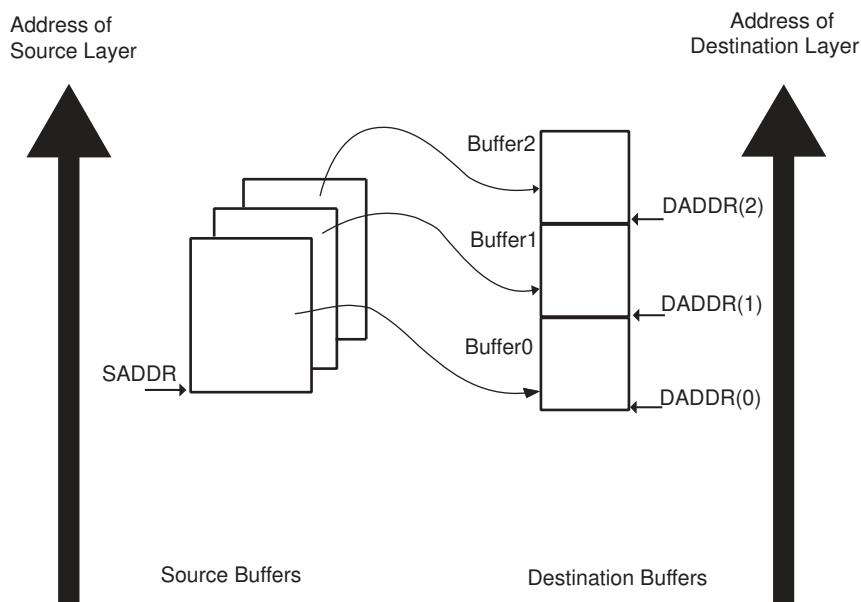 Address of
Source Layer
Address of
Destination Layer
Buffer2
DADDR(2)
Buffer1
DADDR(1)
Buffer0
SADDR
DADDR(0)
Source Buffers
Destination Buffers